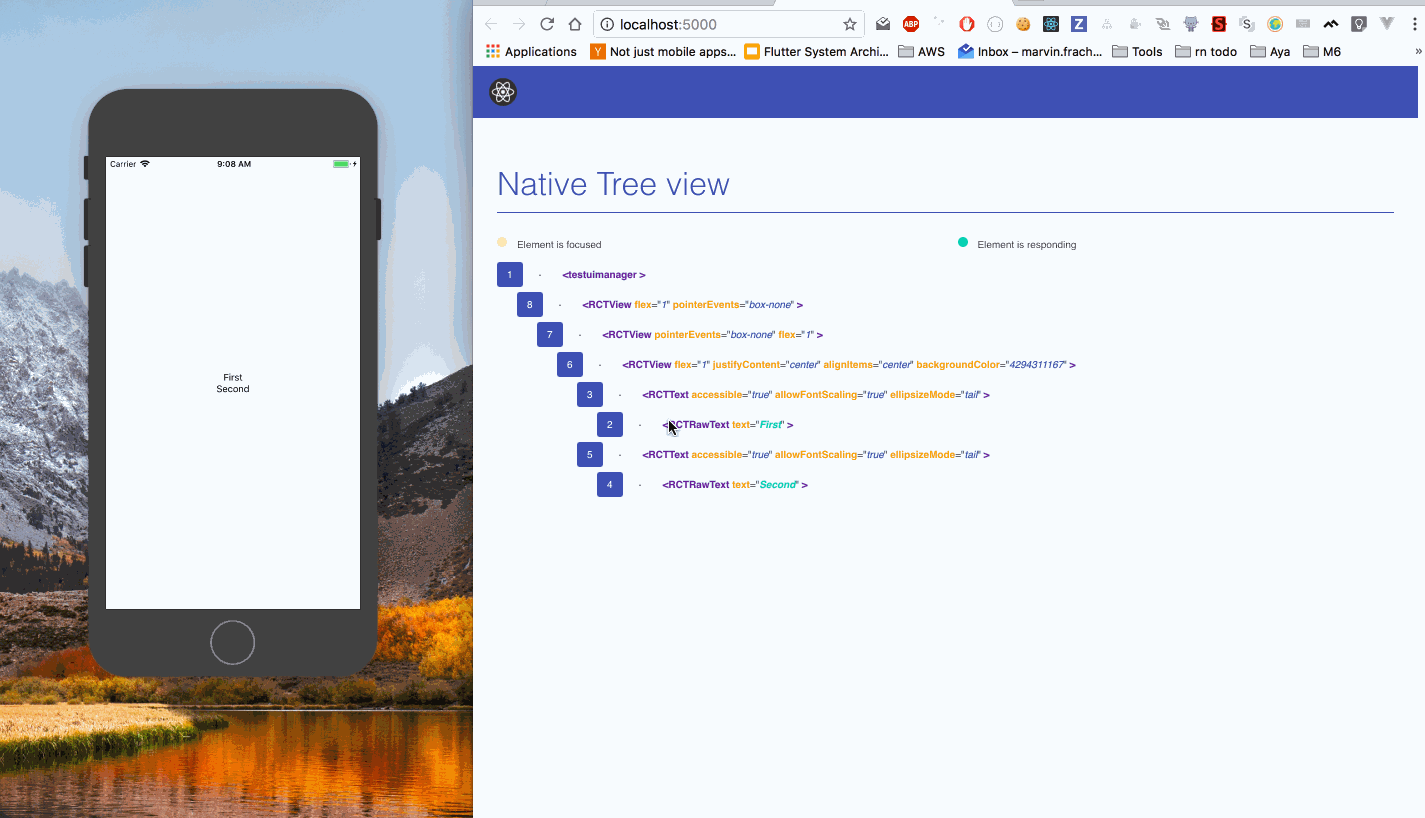 Carrier 9:08 AM
First
Second
localhost:5000
ABP
Applications Y Not just mobile apps... Flutter System Archi... AWS Inbox – marvin.frach... Tools rn todo Aya M6 »
Native Tree view
Element is focused Element is responding
1 - <testuimanager >
8 - <RCTView flex="1" pointerEvents="box-none" >
7 - <RCTView pointerEvents="box-none" flex="1" >
6 - <RCTView flex="1" justifyContent="center" alignItems="center" backgroundColor="4294311167" >
3 - <RCTText accessible="true" allowFontScaling="true" ellipsizeMode="tail" >
2 - <RCTRawText text="First" >
5 - <RCTText accessible="true" allowFontScaling="true" ellipsizeMode="tail" >
4 - <RCTRawText text="Second" >